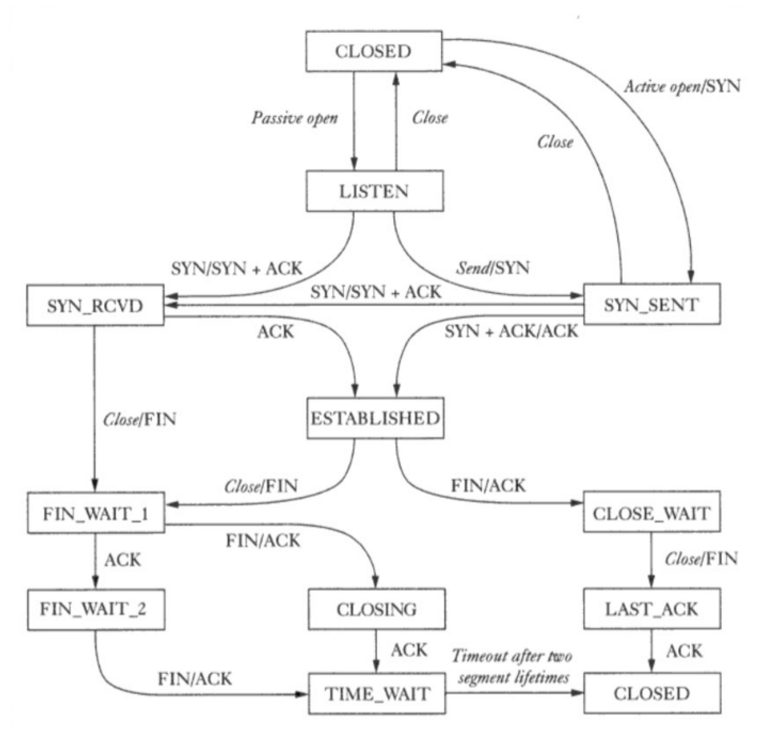 CLOSED
Active open/SYN
Passive open
Close
Close
LISTEN
SYN/SYN + ACK
Send/SYN
SYN/SYN + ACK
SYN_RCVD
SYN_SENT
ACK
SYN + ACK/ACK
ESTABLISHED
Close/FIN
Close/FIN
FIN/ACK
FIN_WAIT_1
CLOSE_WAIT
FIN/ACK
ACK
Close/FIN
FIN_WAIT_2
CLOSING
LAST_ACK
ACK
Timeout after two
segment lifetimes
ACK
FIN/ACK
TIME_WAIT
CLOSED